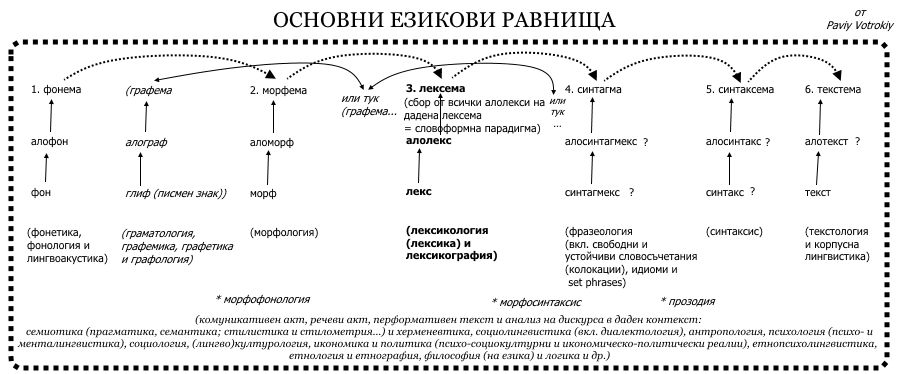 ОСНОВНИ ЕЗИКОВИ РАВНИЩА
от
Paviy Votrokiy
1. фонема
(графема
2. морфема
или тук
(графема...
3. лексема
(сбор от всички алолекси на
дадена лексема
= словоформна парадигма)
или
тук
...
4. синтагма
5. синтаксема
6. текстема
алофон
алограф
аломорф
алолекс
алосинтагмекс ?
алосинтакс ?
алотекст ?
фон
глиф (писмен знак))
морф
лекс
синтагмекс ?
синтакс ?
текст
(фонетика,
фонология и
лингвоакустика)
(граматология,
графемика, графетика
и графология)
(морфология)
(лексикология
(лексика) и
лексикография)
(фразеология
(вкл. свободни и
устойчиви словосъчетания
(колокации), идиоми и
set phrases)
(синтаксис)
(текстология
и корпусна
лингвистика)
* морфофонология
* морфосинтаксис
* прозодия
(комуникативен акт, речеви акт, перформативен текст и анализ на дискурса в даден контекст:
семиотика (прагматика, семантика; стилистика и стилометрия...) и херменевтика, социолингвистика (вкл. диалектология), антропология, психология (психо- и
менталингвистика), социология, (лингво)културология, икономика и политика (психо-социокултурни и икономическо-политически реалии), етнопсихолингвистика,
етнология и етнография, философия (на езика) и логика и др.)